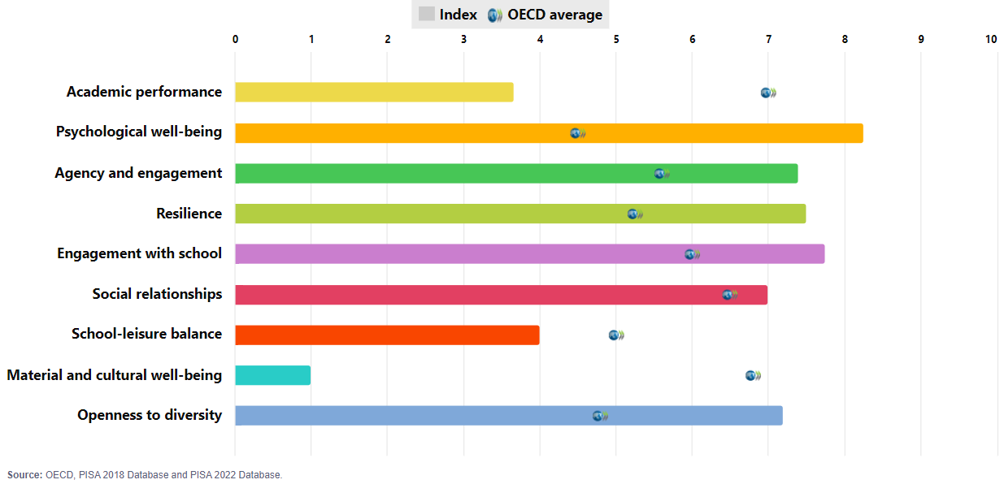 Index OECD average
0 1 2 3 4 5 6 7 8 9 10
Academic performance
Psychological well-being
Agency and engagement
Resilience
Engagement with school
Social relationships
School-leisure balance
Material and cultural well-being
Openness to diversity
Source: OECD, PISA 2018 Database and PISA 2022 Database.